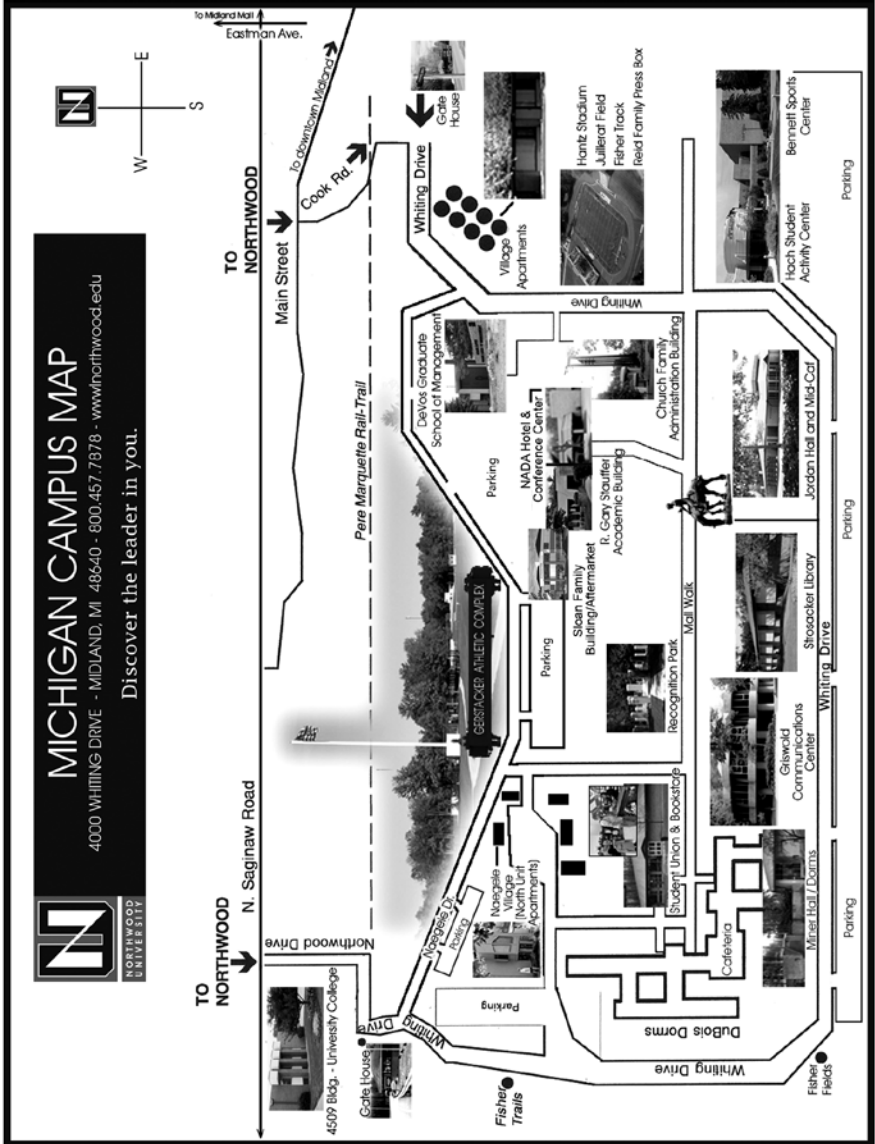 MICHIGAN CAMPUS MAP
4000 WHITING DRIVE - MIDLAND, MI 48640 - 800.457.7878 - www\northwood.edu
Discover the leader in you.
N
NORTHWOOD
UNIVERSITY
N
W
E
S
To Midland Mall
Eastman Ave.
To downtown Midland
TO
NORTHWOOD
Main Street
Cook Rd.
TO
NORTHWOOD
N. Saginaw Road
Northwood Drive
4509 Bldg. - University College
Pere Marquette Rail-Trail
Gate
House
Whiting Drive
Village
Apartments
Hantz Stadium
Juillerat Field
Fisher Track
Reid Family Press Box
Bennett Sports
Center
Hach Student
Activity Center
Parking
Whiting Drive
DeVos Graduate
School of Management
Parking
NADA Hotel &
Conference Center
Church Family
Administration Building
R. Gary Stauffer
Academic Building
Sloan Family
Building/Aftermarket
GERSTACKER ATHLETIC COMPLEX
Parking
Recognition Park
Mall Walk
Jordan Hall and Mid-Caf
Parking
Strosacker Library
Whiting Drive
Griswold
Communications
Center
Student Union & Bookstore
Naegele
Village
(North Unit
Apartments)
Naegele Dr.
Parking
Cafeteria
Miner Hall / Dorms
Parking
DuBois Dorms
Parking
Whiting
Drive
Gate House
Fisher
Trails
Whiting Drive
Fisher
Fields